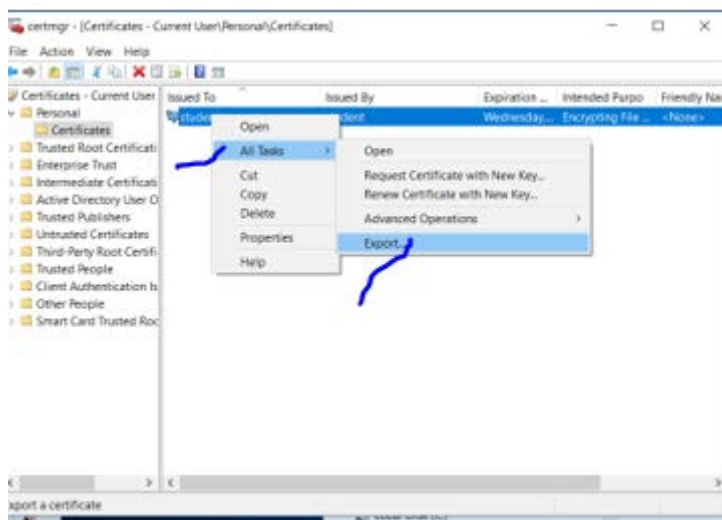 certmgr - [Certificates - Current User\Personal\Certificates]
File Action View Help
Certificates - Current User
Personal
Certificates
Trusted Root Certificati
Enterprise Trust
Intermediate Certificati
Active Directory User O
Trusted Publishers
Untrusted Certificates
Third-Party Root Certifi
Trusted People
Client Authentication Is
Other People
Smart Card Trusted Roo
Issued To Issued By Expiration ... Intended Purpo Friendly Na
stude dent Wednesday,... Encrypting File ... <None>
Open
All Tasks
Cut
Copy
Delete
Properties
Help
Open
Request Certificate with New Key...
Renew Certificate with New Key...
Advanced Operations
Export...
xport a certificate